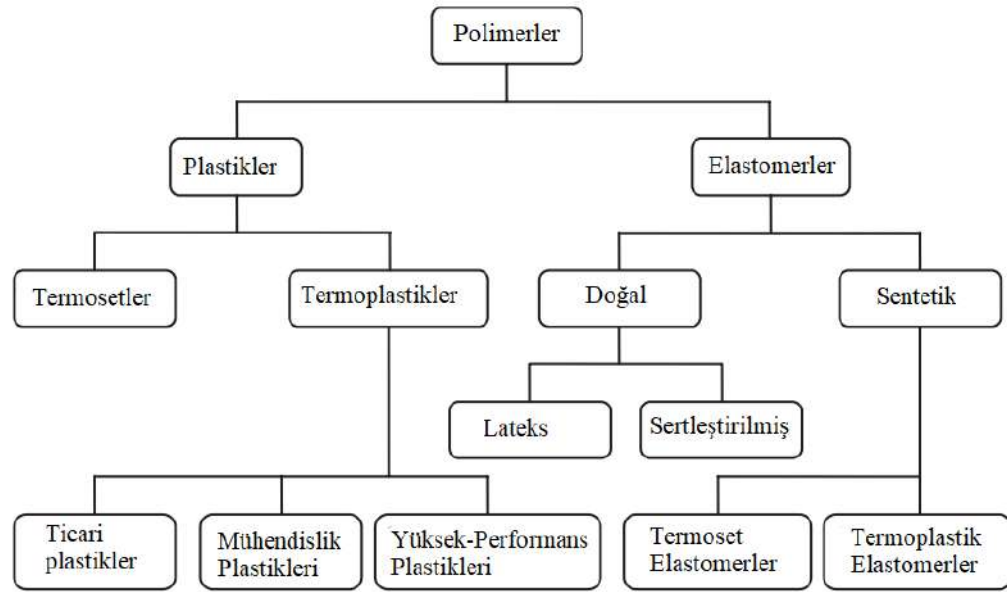 Polimerler
Plastikler
Elastomerler
Termosetler
Termoplastikler
Doğal
Sentetik
Lateks
Sertleştirilmiş
Ticari
plastikler
Mühendislik
Plastikleri
Yüksek-Performans
Plastikleri
Termoset
Elastomerler
Termoplastik
Elastomerler